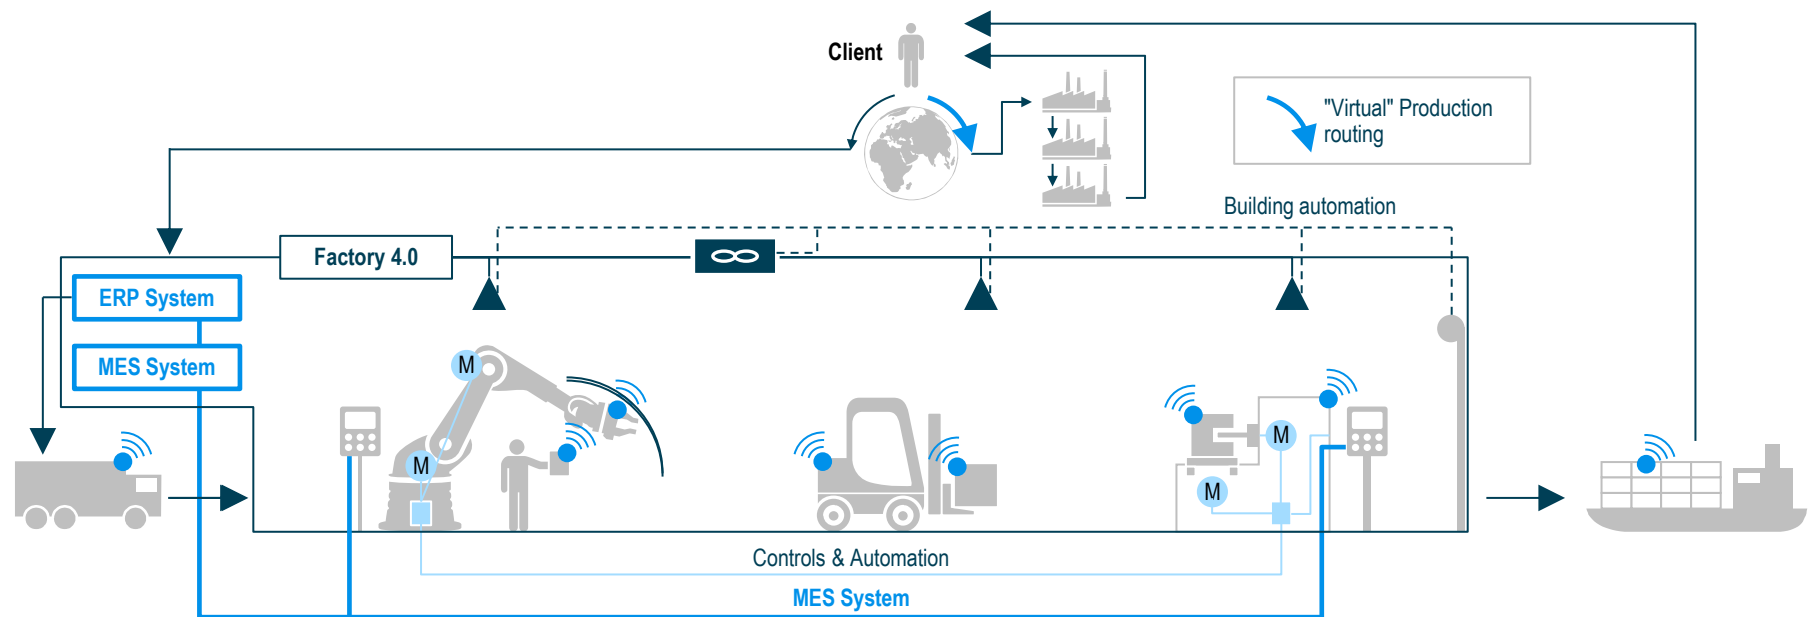 Client
"Virtual" Production
routing
Building automation
Factory 4.0
ERP System
MES System
M
M
M
M
Controls & Automation
MES System